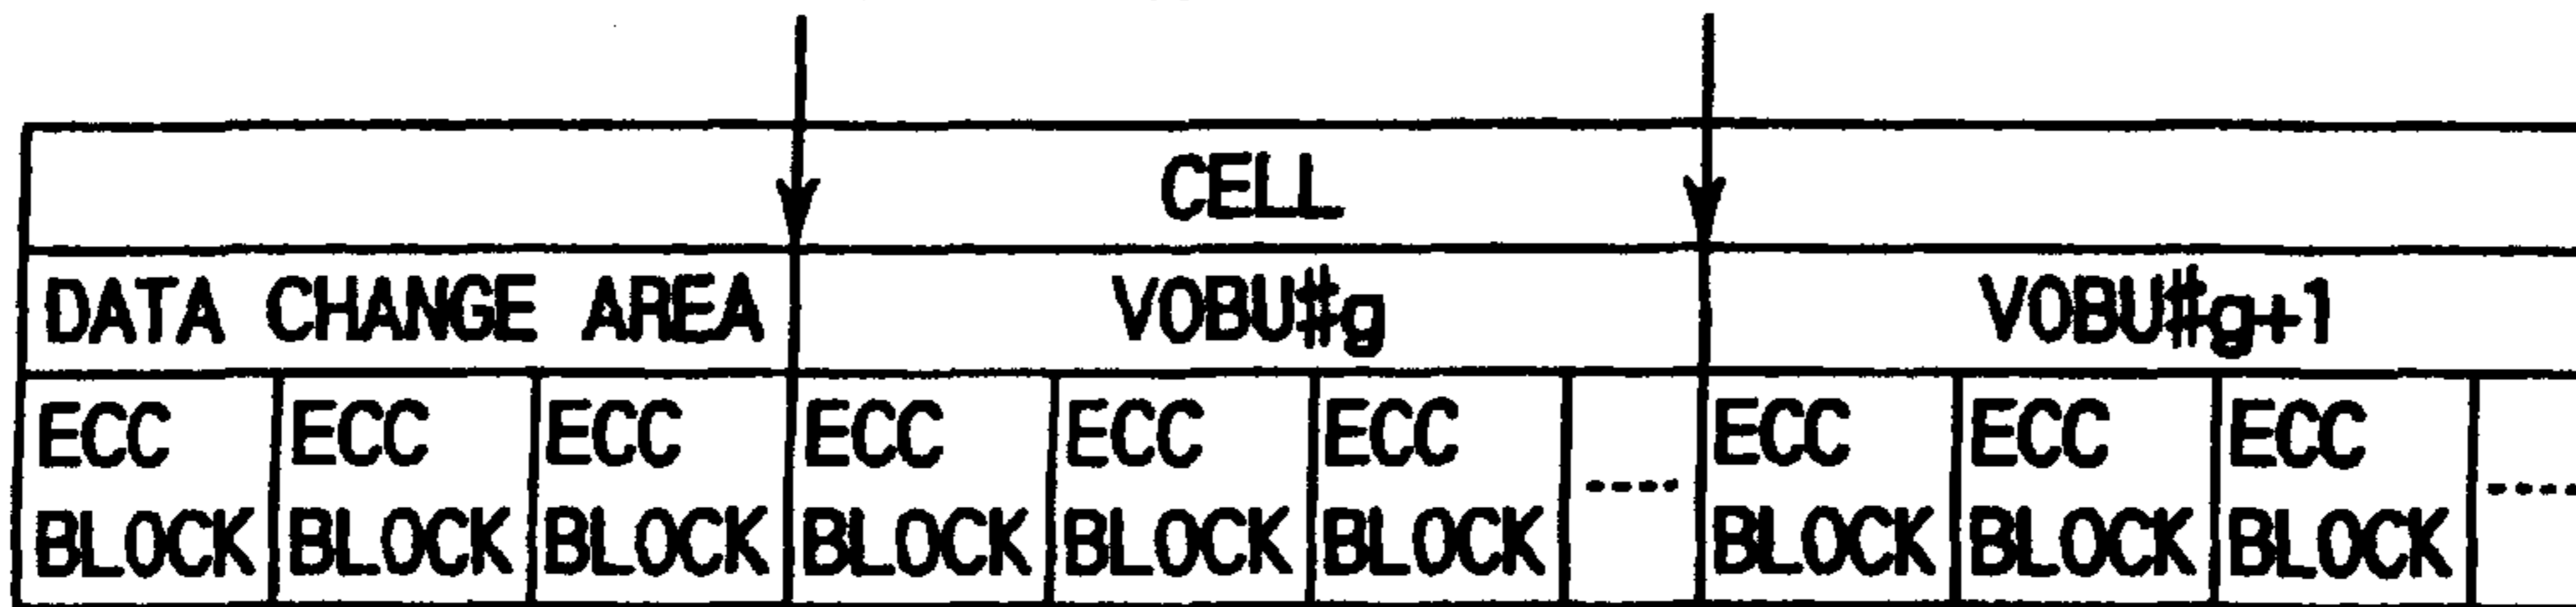 CELL
DATA CHANGE AREA VOBU#g VOBU#g+1
ECC ECC ECC ECC ECC ECC ECC ECC ECC
BLOCK BLOCK BLOCK BLOCK BLOCK BLOCK ---- BLOCK BLOCK BLOCK ----